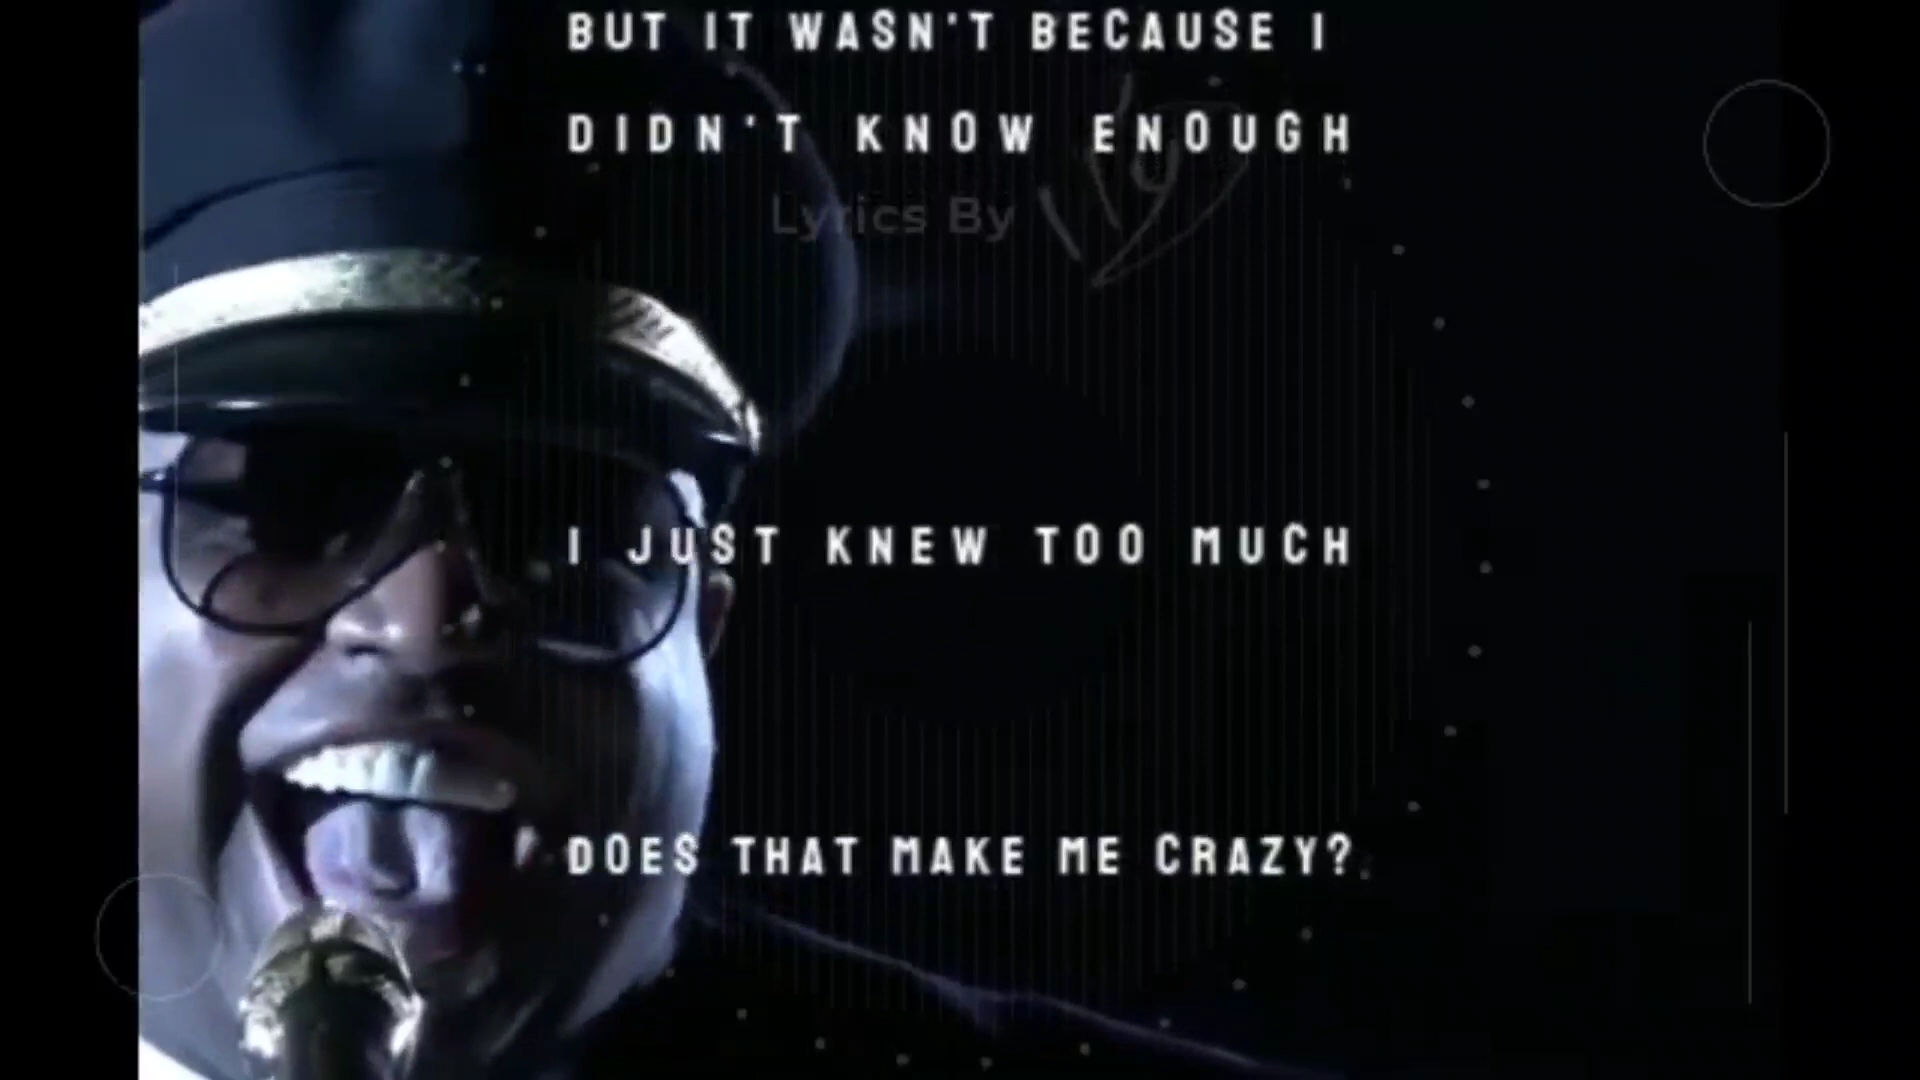 BUT IT WASN'T BECAUSE I
DIDN'T KNOW ENOUGH
Lyrics By
I JUST KNEW TOO MUCH
DOES THAT MAKE ME CRAZY?